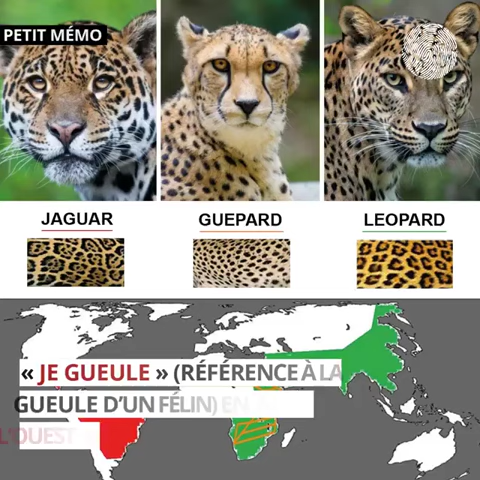 PETIT MÉMO
JAGUAR GUEPARD LEOPARD
« JE GUEULE » (RÉFÉRENCE À LA
GUEULE D'UN FÉLIN) EN
L'OUEST